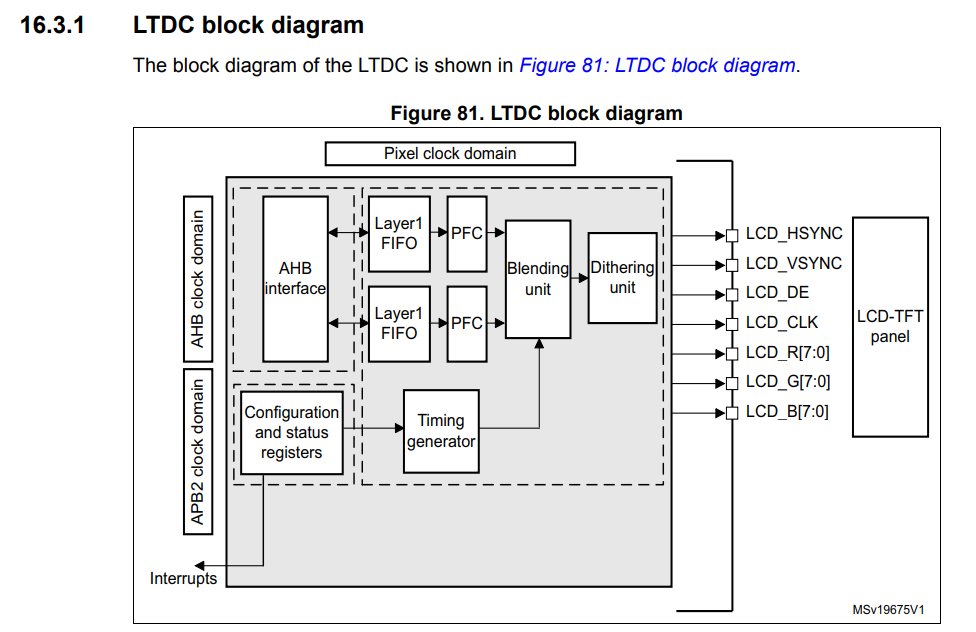 16.3.1 LTDC block diagram
The block diagram of the LTDC is shown in Figure 81: LTDC block diagram.
Figure 81. LTDC block diagram
Pixel clock domain
AHB clock domain
AHB
interface
Layer1
FIFO
PFC
Layer1
FIFO
PFC
Blending
unit
Dithering
unit
LCD_HSYNC
LCD_VSYNC
LCD_DE
LCD_CLK
LCD_R[7:0]
LCD_G[7:0]
LCD_B[7:0]
LCD-TFT
panel
APB2 clock domain
Configuration
and status
registers
Timing
generator
Interrupts
MSv19675V1